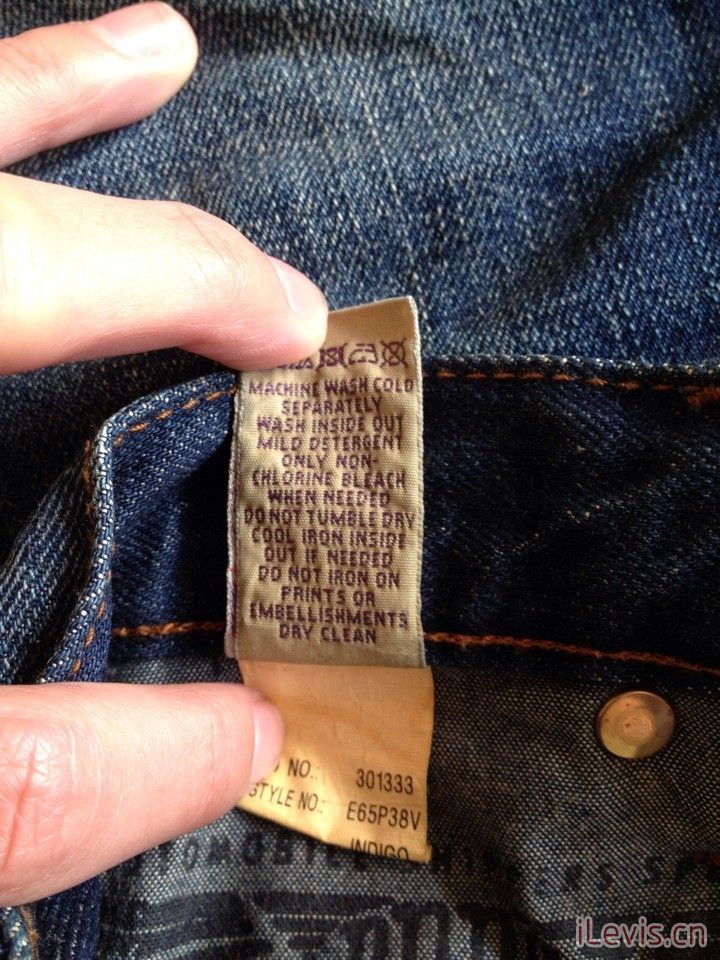 MACHINE WASH COLD
SEPARATELY
WASH INSIDE OUT
MILD DETERGENT
ONLY NON-
CHLORINE BLEACH
WHEN NEEDED
DO NOT TUMBLE DRY
COOL IRON INSIDE
OUT IF NEEDED
DO NOT IRON ON
PRINTS OR
EMBELLISHMENTS
DRY CLEAN
NO.: 301333
STYLE NO.: E65P38V
INDIGO
iLevis.cn